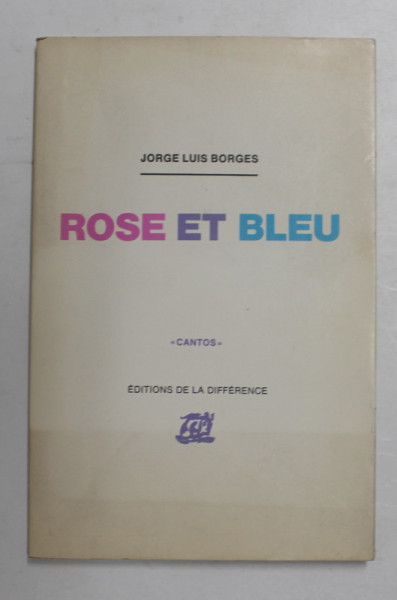 JORGE LUIS BORGES
ROSE ET BLEU
«CANTOS»
ÉDITIONS DE LA DIFFÉRENCE